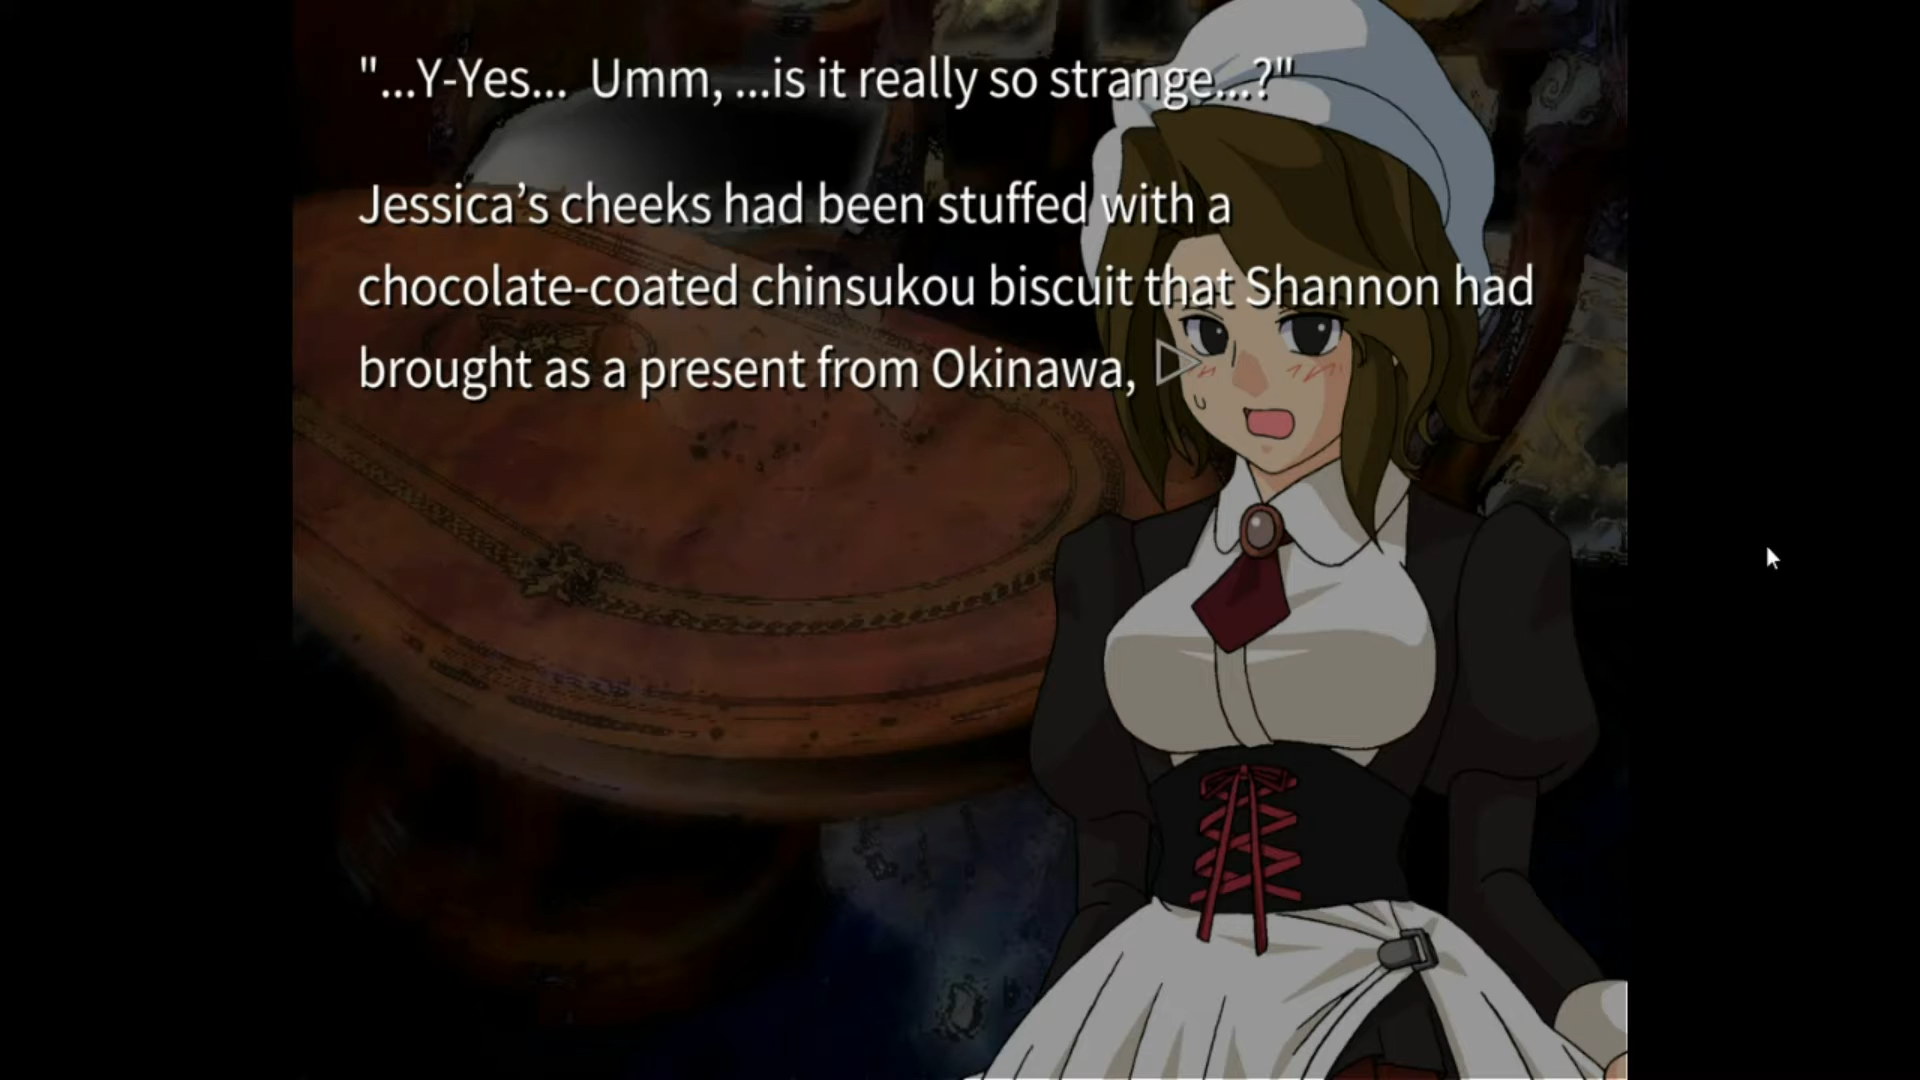 "...Y-Yes...  Umm, ...is it really so strange...?"
Jessica’s cheeks had been stuffed with a
chocolate-coated chinsukou biscuit that Shannon had
brought as a present from Okinawa,